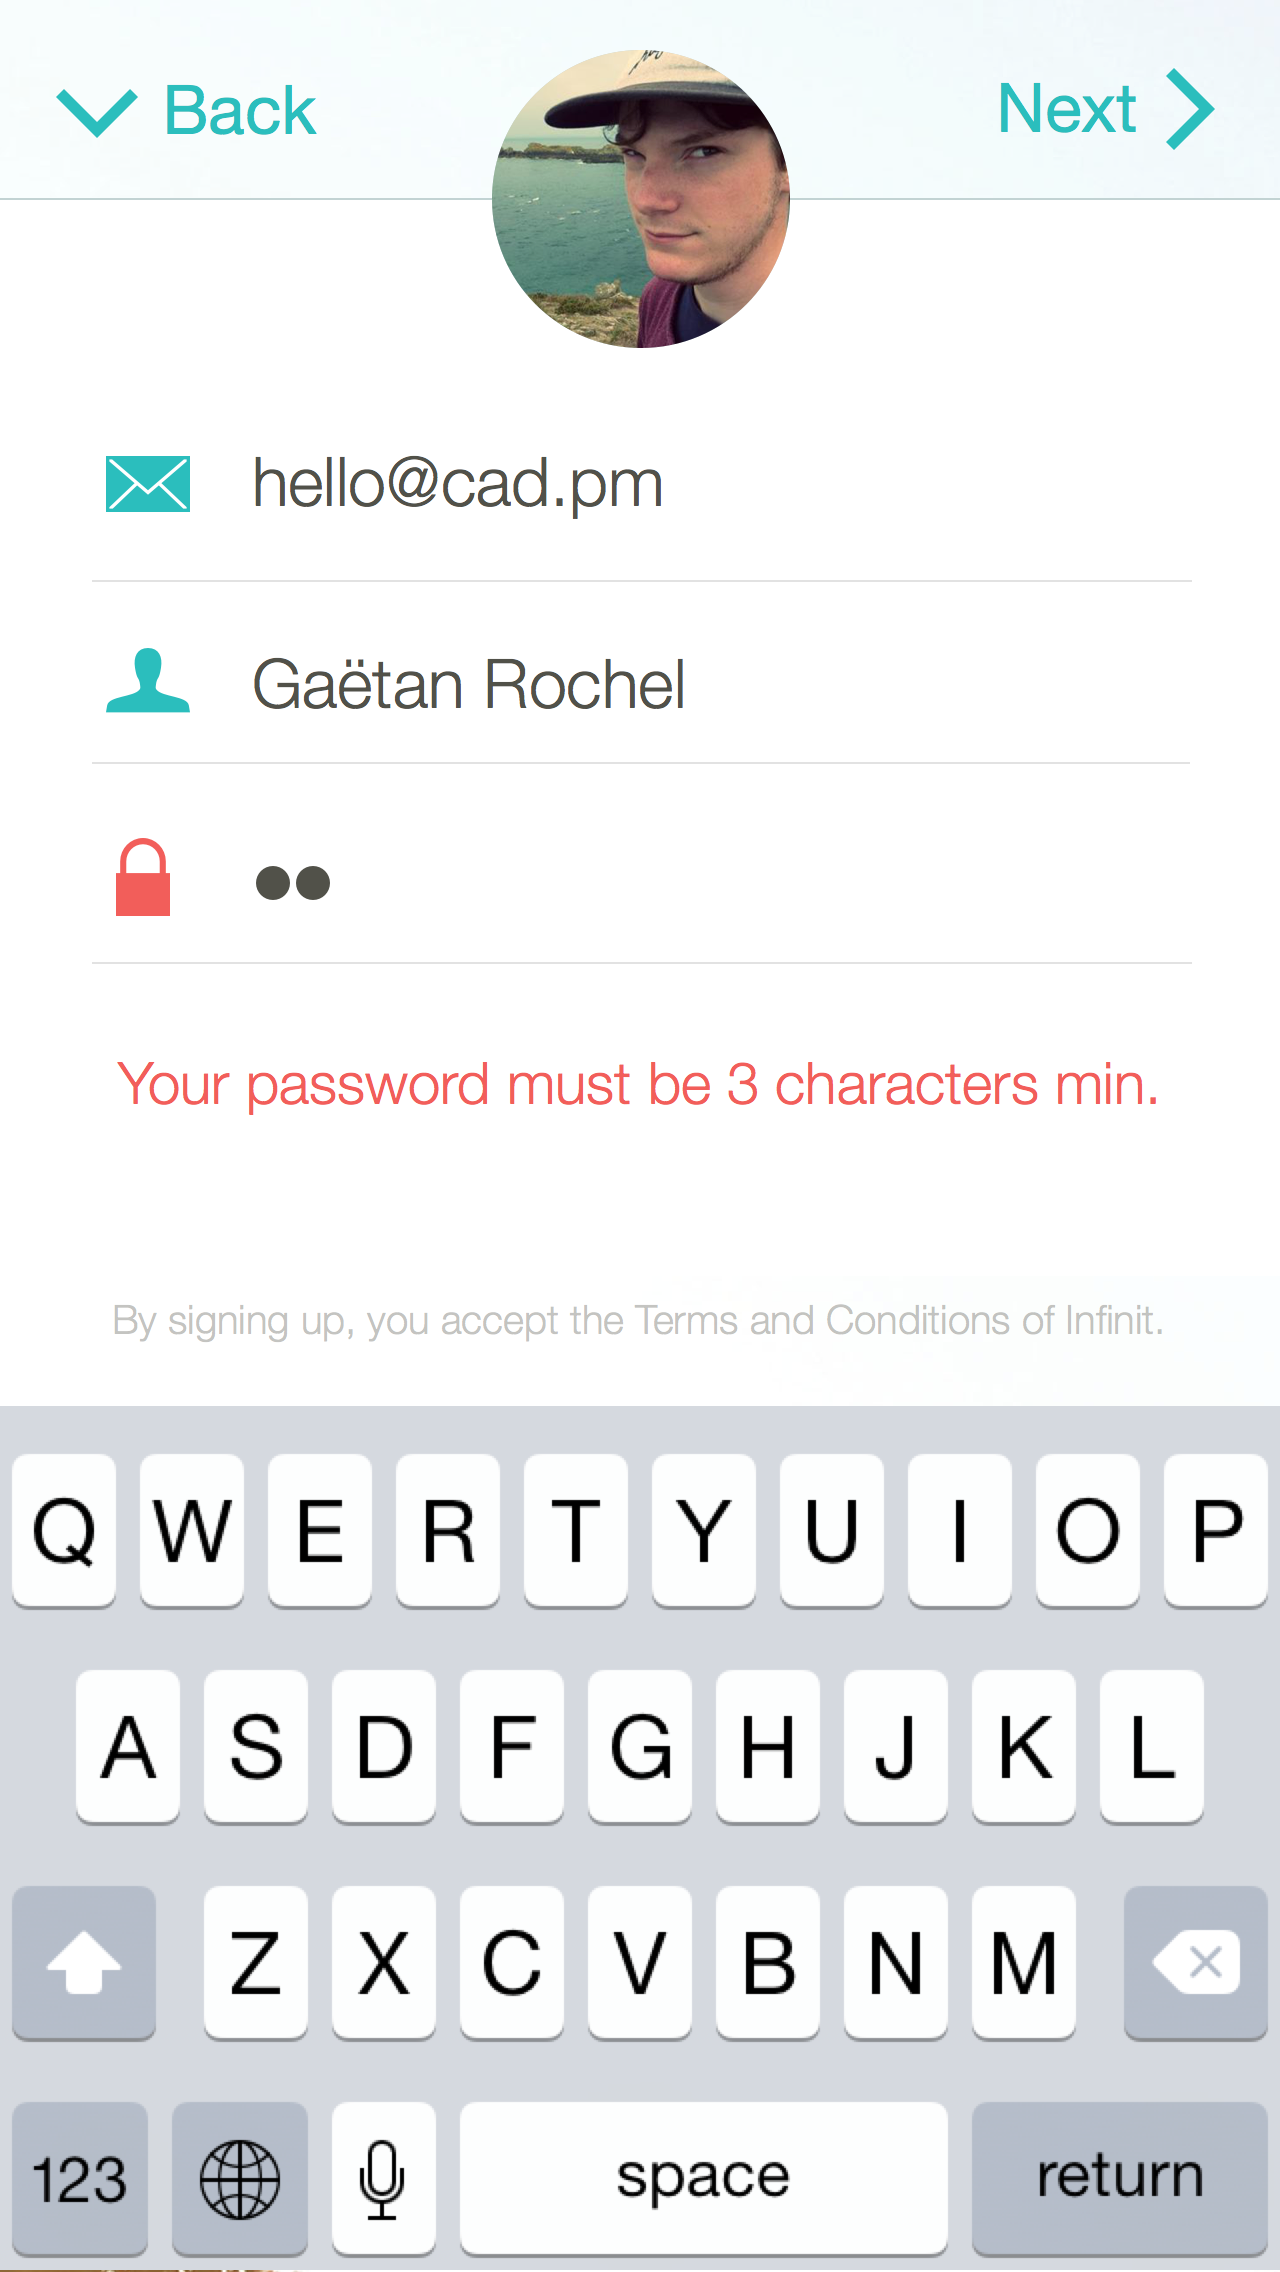 Back
Next
hello@cad.pm
Gaëtan Rochel
Your password must be 3 characters min.
By signing up, you accept the Terms and Conditions of Infinit.
Q W E R T Y U I O P
A S D F G H J K L
Z X C V B N M
123 space return